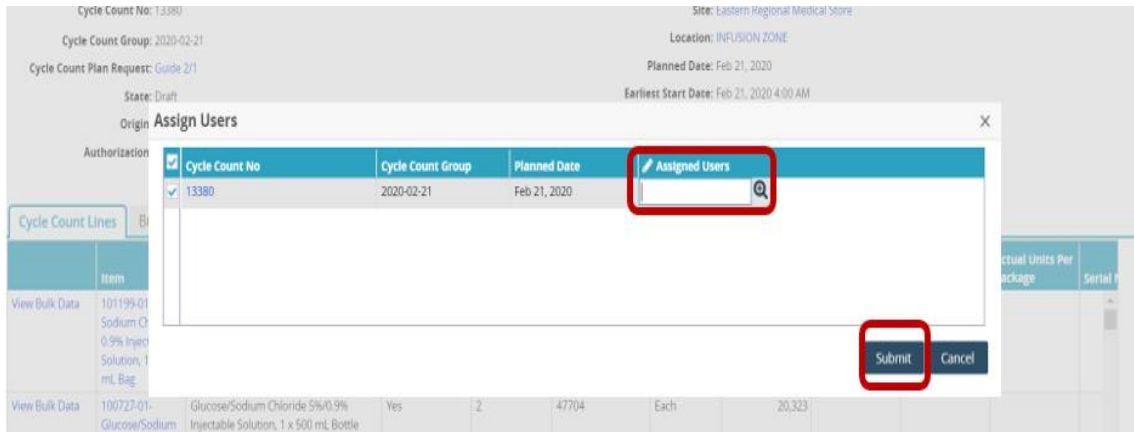 Cycle Count No: 13380
Site: Eastern Regional Medical Store
Cycle Count Group: 2020-02-21
Location: INFUSION ZONE
Cycle Count Plan Request: Guide 2/1
Planned Date: Feb 21, 2020
State: Draft
Earliest Start Date: Feb 21, 2020 4:00 AM
Origin
Assign Users X
Authorization
Cycle Count No Cycle Count Group Planned Date Assigned Users
13380 2020-02-21 Feb 21, 2020
Cycle Count Lines
Item
ctual Units Per
ackage
Serial
View Bulk Data 101199-01
Sodium Ch
0.9% Inject
Solution, 1
mL Bag
Submit Cancel
View Bulk Data 100727-01-
Glucose/Sodium
Glucose/Sodium Chloride 5%/0.9%
Injectable Solution, 1 x 500 mL Bottle
Yes 2 47704 Each 20,323